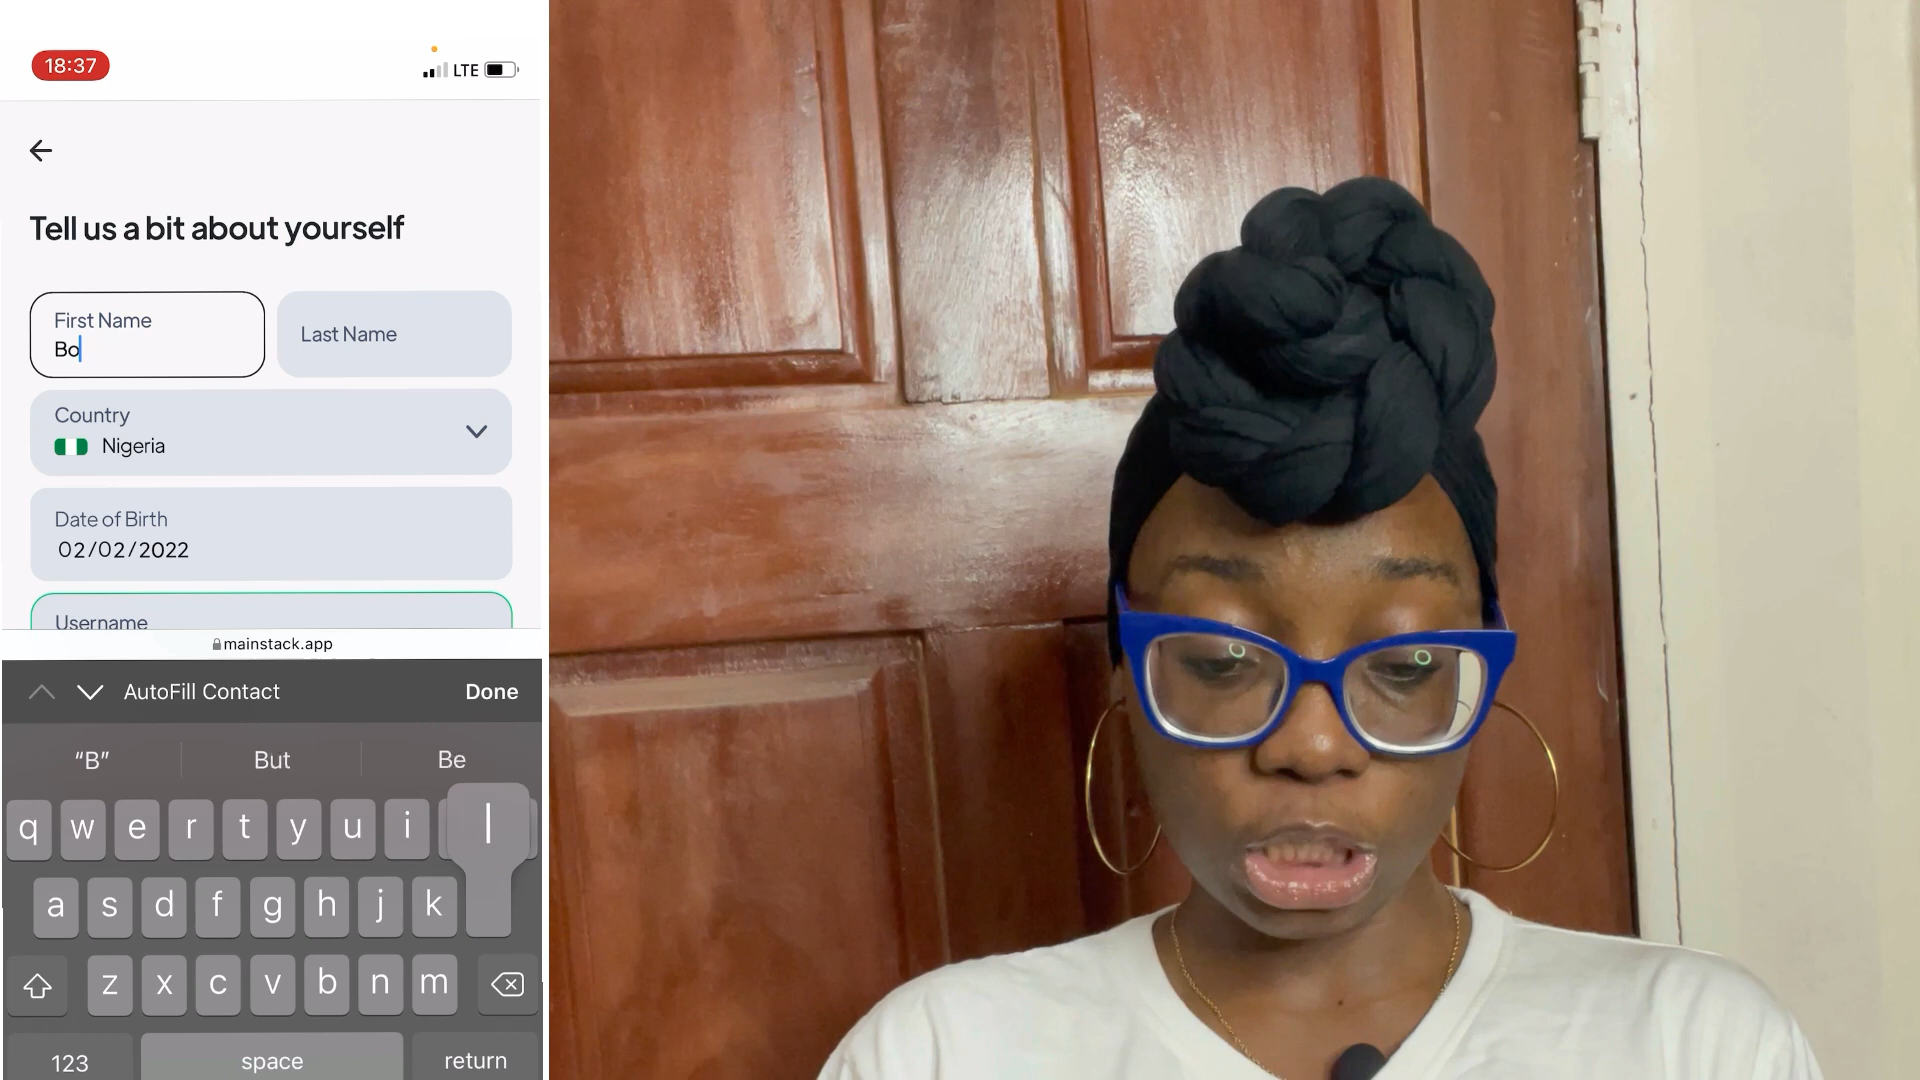 18:37
LTE
Tell us a bit about yourself
First Name
Bo
Last Name
Country
Nigeria
Date of Birth
02/02/2022
Username
mainstack.app
AutoFill Contact
Done
“B”
But
Be
q w e r t y u i
a s d f g h j k l
z x c v b n m
123
space
return